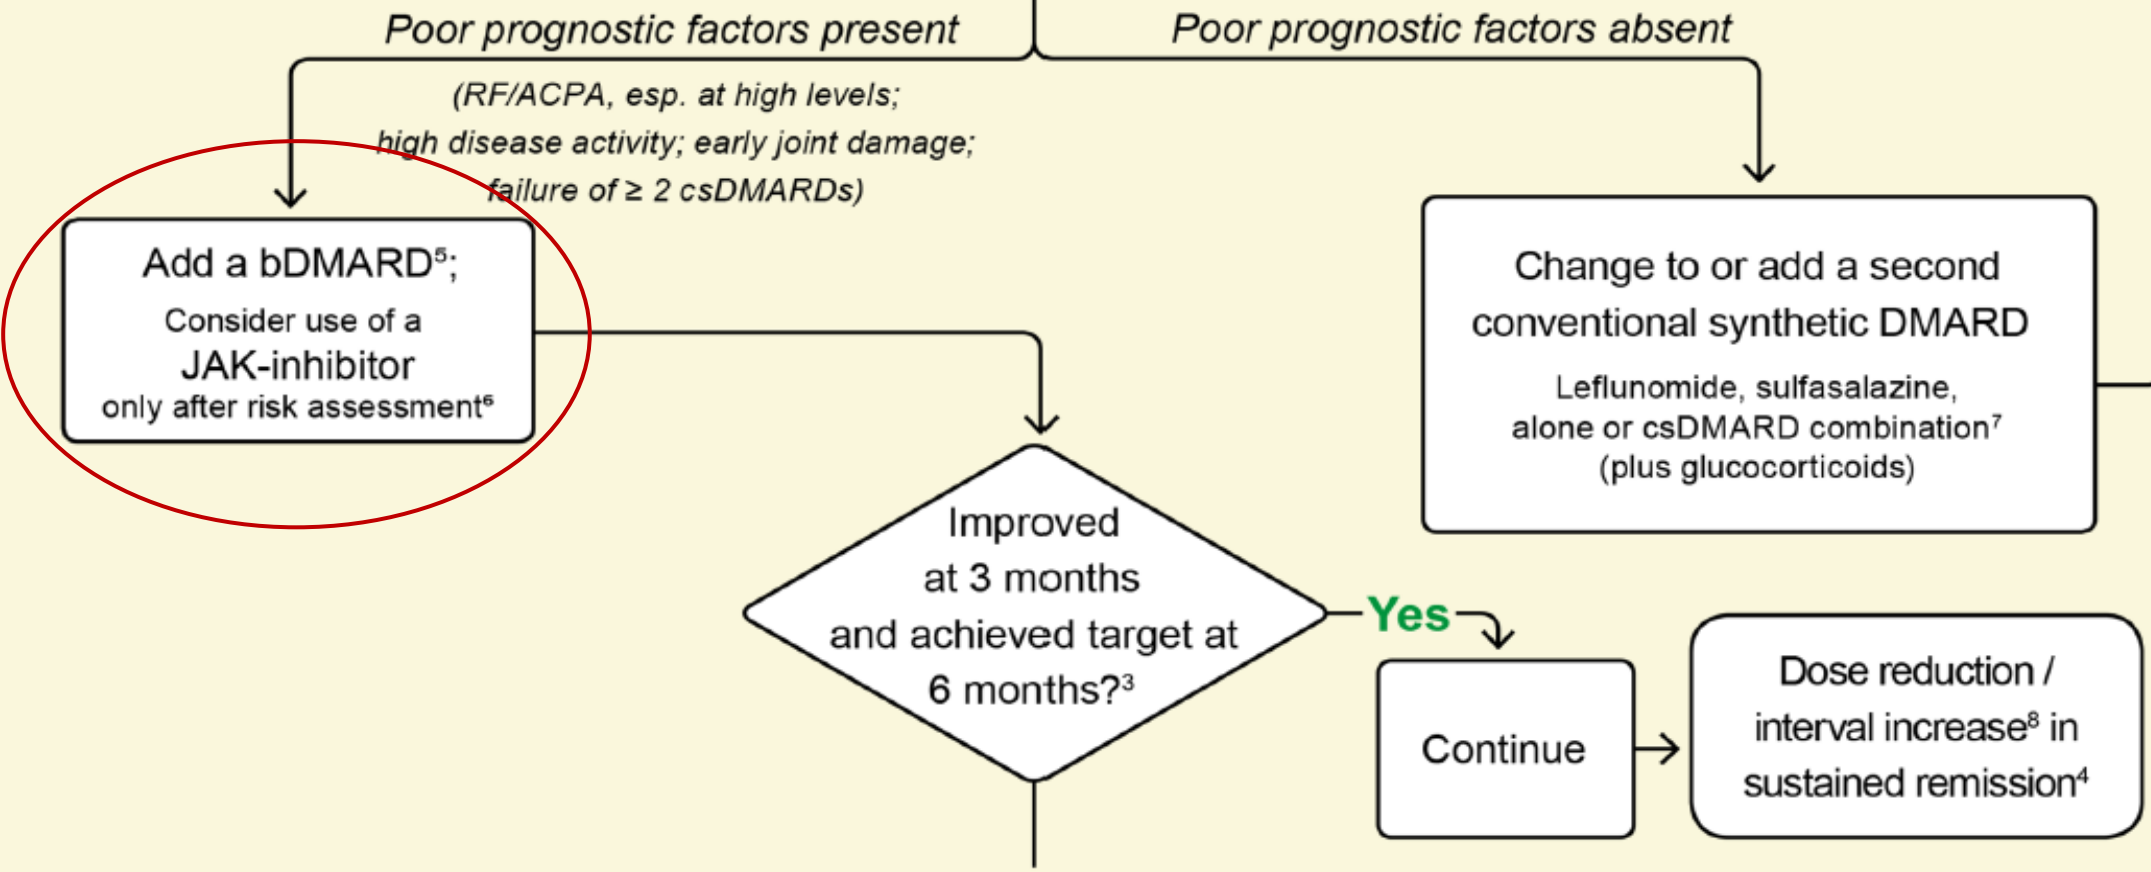 Poor prognostic factors present
Poor prognostic factors absent
(RF/ACPA, esp. at high levels;
high disease activity; early joint damage;
failure of ≥ 2 csDMARDs)
Add a bDMARD⁵;
Consider use of a
JAK-inhibitor
only after risk assessment⁶
Change to or add a second
conventional synthetic DMARD
Leflunomide, sulfasalazine,
alone or csDMARD combination⁷
(plus glucocorticoids)
Improved
at 3 months
and achieved target at
6 months?³
Yes
Continue
Dose reduction /
interval increase⁸ in
sustained remission⁴